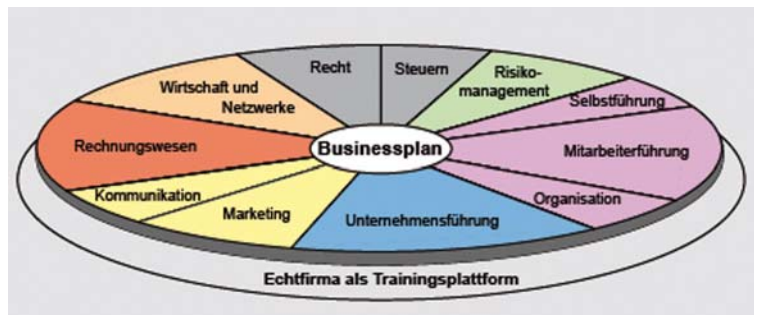 Recht
Steuern
Risiko-
management
Selbstführung
Mitarbeiterführung
Organisation
Unternehmensführung
Marketing
Kommunikation
Rechnungswesen
Wirtschaft und
Netzwerke
Businessplan
Echtfirma als Trainingsplattform